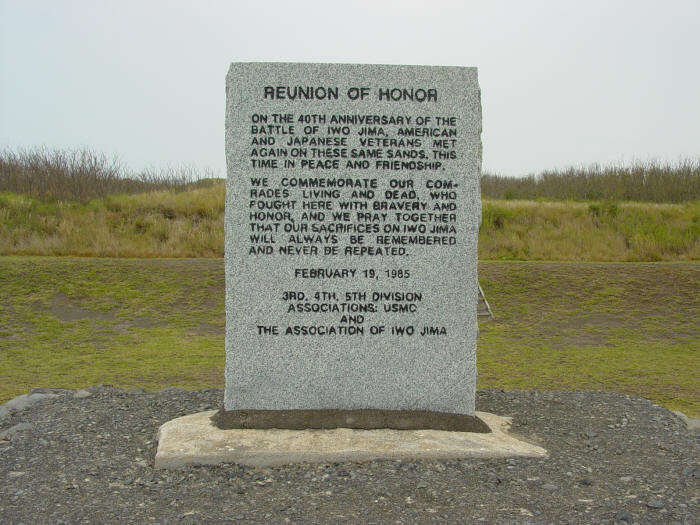 REUNION OF HONOR
ON THE 40TH ANNIVERSARY OF THE
BATTLE OF IWO JIMA, AMERICAN
AND JAPANESE VETERANS MET
AGAIN ON THESE SAME SANDS, THIS
TIME IN PEACE AND FRIENDSHIP.
WE COMMEMORATE OUR COM-
RADES LIVING AND DEAD, WHO
FOUGHT HERE WITH BRAVERY AND
HONOR, AND WE PRAY TOGETHER
THAT OUR SACRIFICES ON IWO JIMA
WILL ALWAYS BE REMEMBERED
AND NEVER BE REPEATED.
FEBRUARY 19, 1985
3RD, 4TH, 5TH DIVISION
ASSOCIATIONS: USMC
AND
THE ASSOCIATION OF IWO JIMA